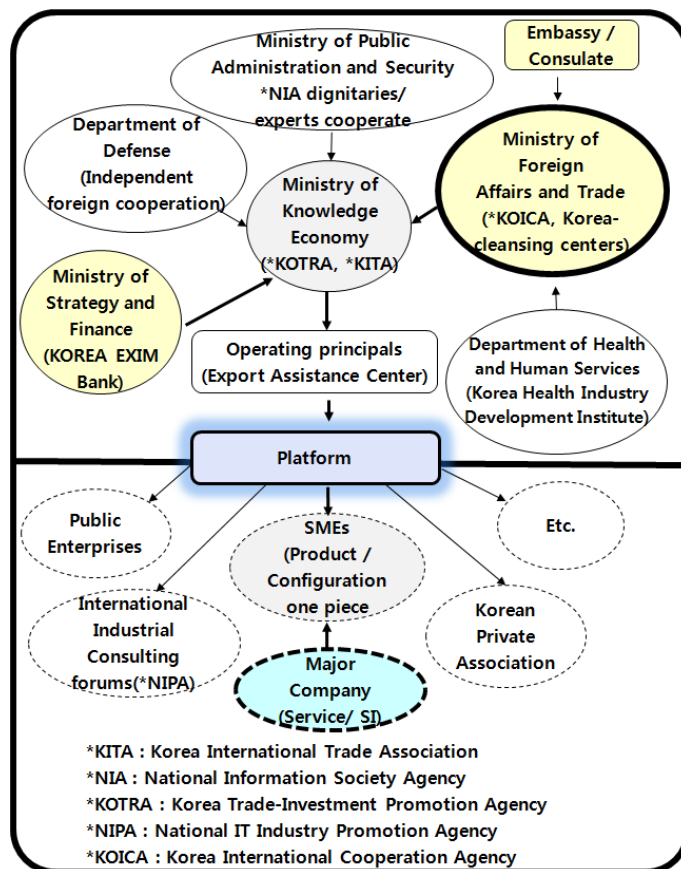 Ministry of Public
Administration and Security
*NIA dignitaries/
experts cooperate
Embassy /
Consulate
Department of
Defense
(Independent
foreign cooperation)
Ministry of
Knowledge
Economy
(*KOTRA, *KITA)
Ministry of
Foreign
Affairs and Trade
(*KOICA, Korea-
cleansing centers)
Ministry of
Strategy and
Finance
(KOREA EXIM
Bank)
Operating principals
(Export Assistance Center)
Department of Health
and Human Services
(Korea Health Industry
Development Institute)
Platform
Public
Enterprises
SMEs
(Product /
Configuration
one piece
Etc.
International
Industrial
Consulting
forums(*NIPA)
Korean
Private
Association
Major
Company
(Service/ SI)
*KITA : Korea International Trade Association
*NIA : National Information Society Agency
*KOTRA : Korea Trade-Investment Promotion Agency
*NIPA : National IT Industry Promotion Agency
*KOICA : Korea International Cooperation Agency